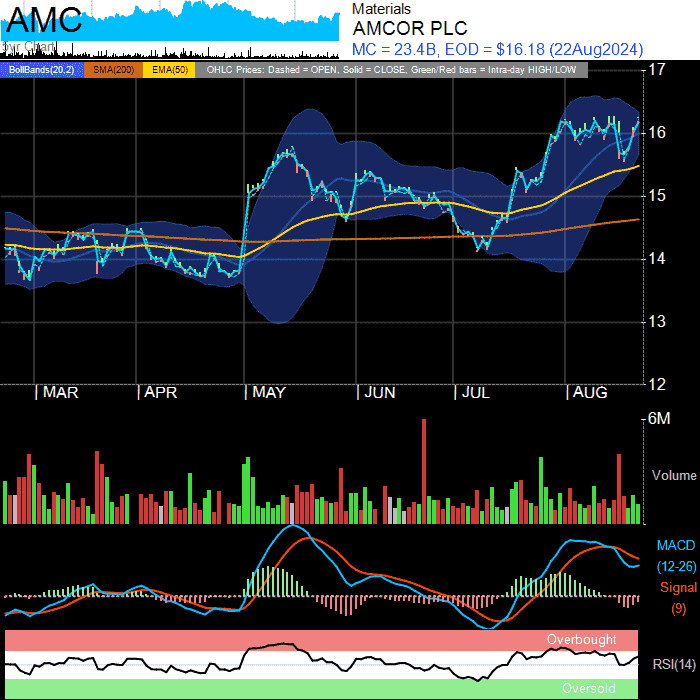 AMC
5yr Chart
Materials
AMCOR PLC
MC = 23.4B, EOD = $16.18 (22Aug2024)
BollBands(20,2) SMA(200) EMA(50) OHLC Prices: Dashed = OPEN, Solid = CLOSE, Green/Red bars = Intra-day HIGH/LOW
17
16
15
14
13
12
| MAR | APR | MAY | JUN | JUL | AUG
6M
Volume
MACD
(12-26)
Signal
(9)
Overbought
RSI(14)
Oversold